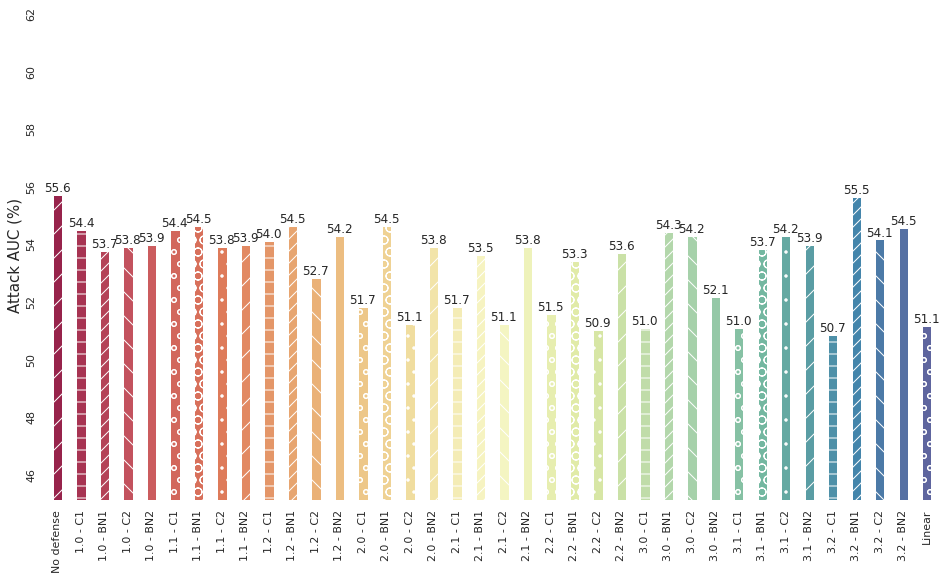 Attack AUC (%)
62
60
58
56
54
52
50
48
46
55.6
54.4
53.7
53.8
53.9
54.4
54.5
53.8
53.9
54.0
54.5
52.7
54.2
51.7
54.5
51.1
53.8
51.7
53.5
51.1
53.8
51.5
53.3
50.9
53.6
51.0
54.3
54.2
52.1
51.0
53.7
54.2
53.9
50.7
55.5
54.1
54.5
51.1
No defense
1.0 - C1
1.0 - BN1
1.0 - C2
1.0 - BN2
1.1 - C1
1.1 - BN1
1.1 - C2
1.1 - BN2
1.2 - C1
1.2 - BN1
1.2 - C2
1.2 - BN2
2.0 - C1
2.0 - BN1
2.0 - C2
2.0 - BN2
2.1 - C1
2.1 - BN1
2.1 - C2
2.1 - BN2
2.2 - C1
2.2 - BN1
2.2 - C2
2.2 - BN2
3.0 - C1
3.0 - BN1
3.0 - C2
3.0 - BN2
3.1 - C1
3.1 - BN1
3.1 - C2
3.1 - BN2
3.2 - C1
3.2 - BN1
3.2 - C2
3.2 - BN2
Linear